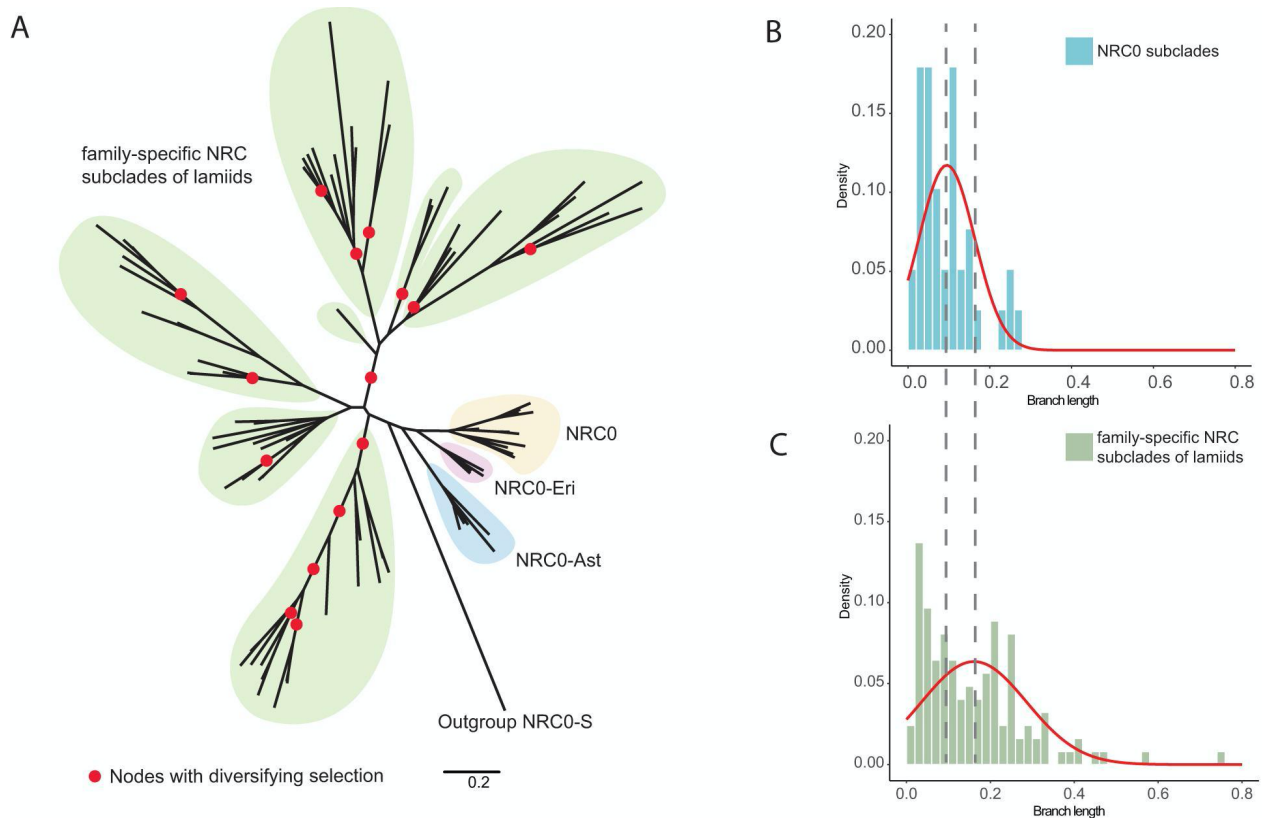 A
family-specific NRC
subclades of lamiids
NRC0
NRC0-Eri
NRC0-Ast
Outgroup NRC0-S
Nodes with diversifying selection
0.2
B
NRC0 subclades
0.20
0.15
0.10
0.05
0.00
Density
0.0 0.2 0.4 0.6 0.8
Branch length
C
family-specific NRC
subclades of lamiids
0.20
0.15
0.10
0.05
0.00
Density
0.0 0.2 0.4 0.6 0.8
Branch length